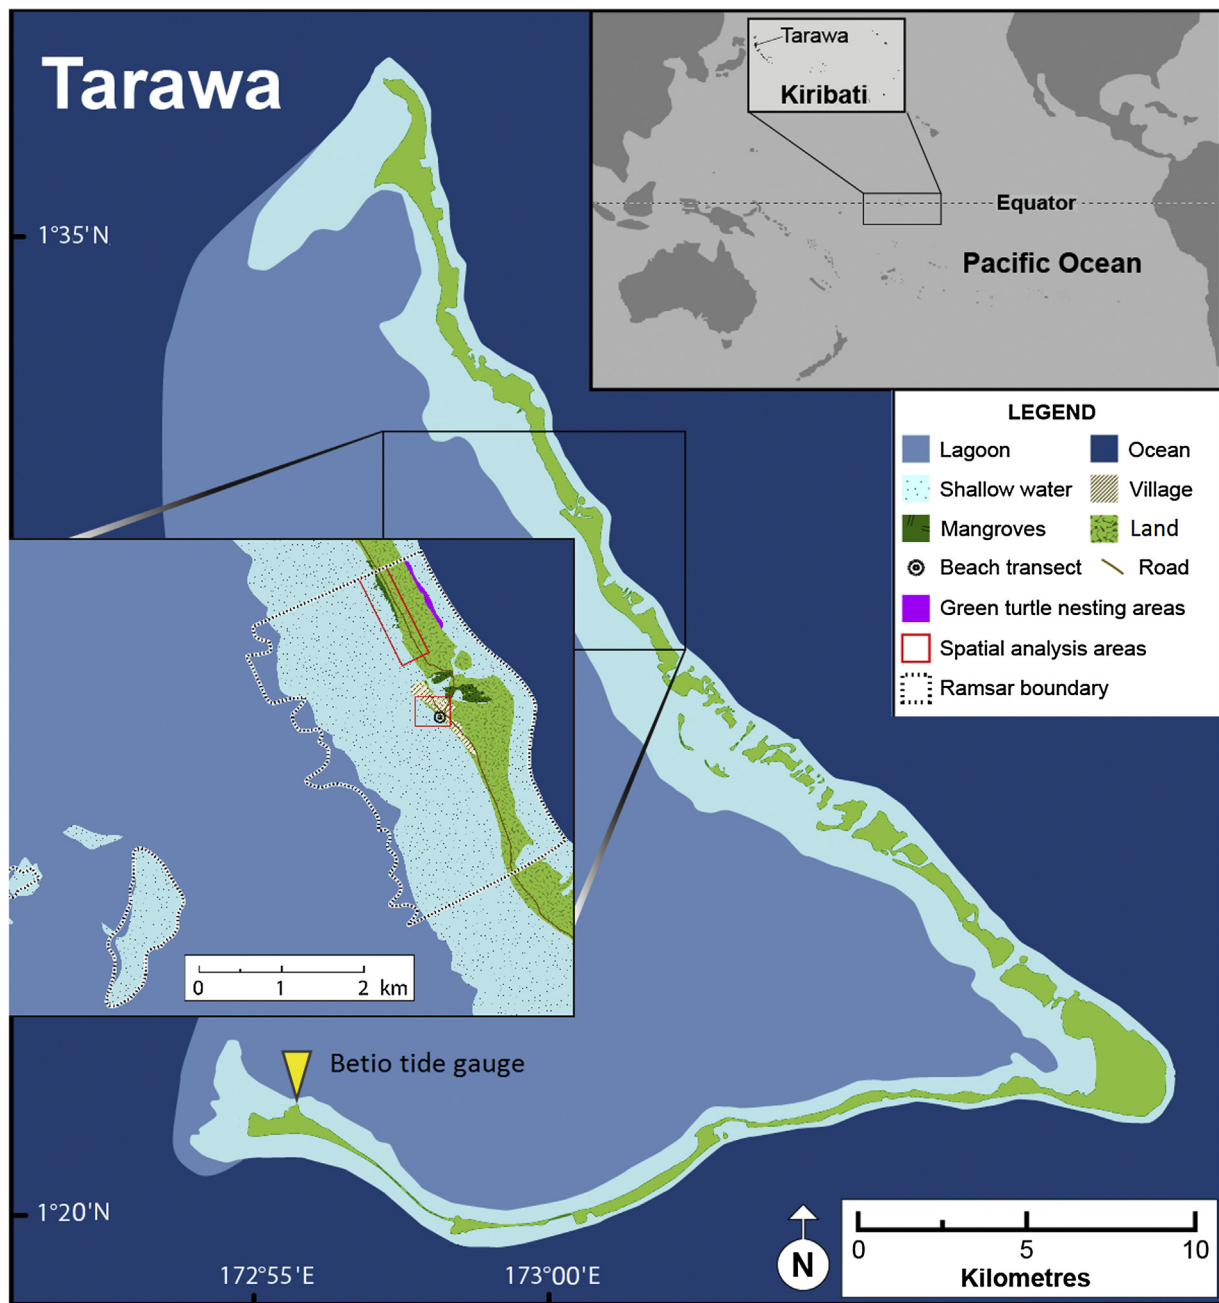 Tarawa
Tarawa
Kiribati
Equator
Pacific Ocean
1°35'N
LEGEND
Lagoon
Ocean
Shallow water
Village
Mangroves
Land
Beach transect
Road
Green turtle nesting areas
Spatial analysis areas
Ramsar boundary
0 1 2 km
Betio tide gauge
1°20'N
172°55'E
173°00'E
N
0 5 10
Kilometres